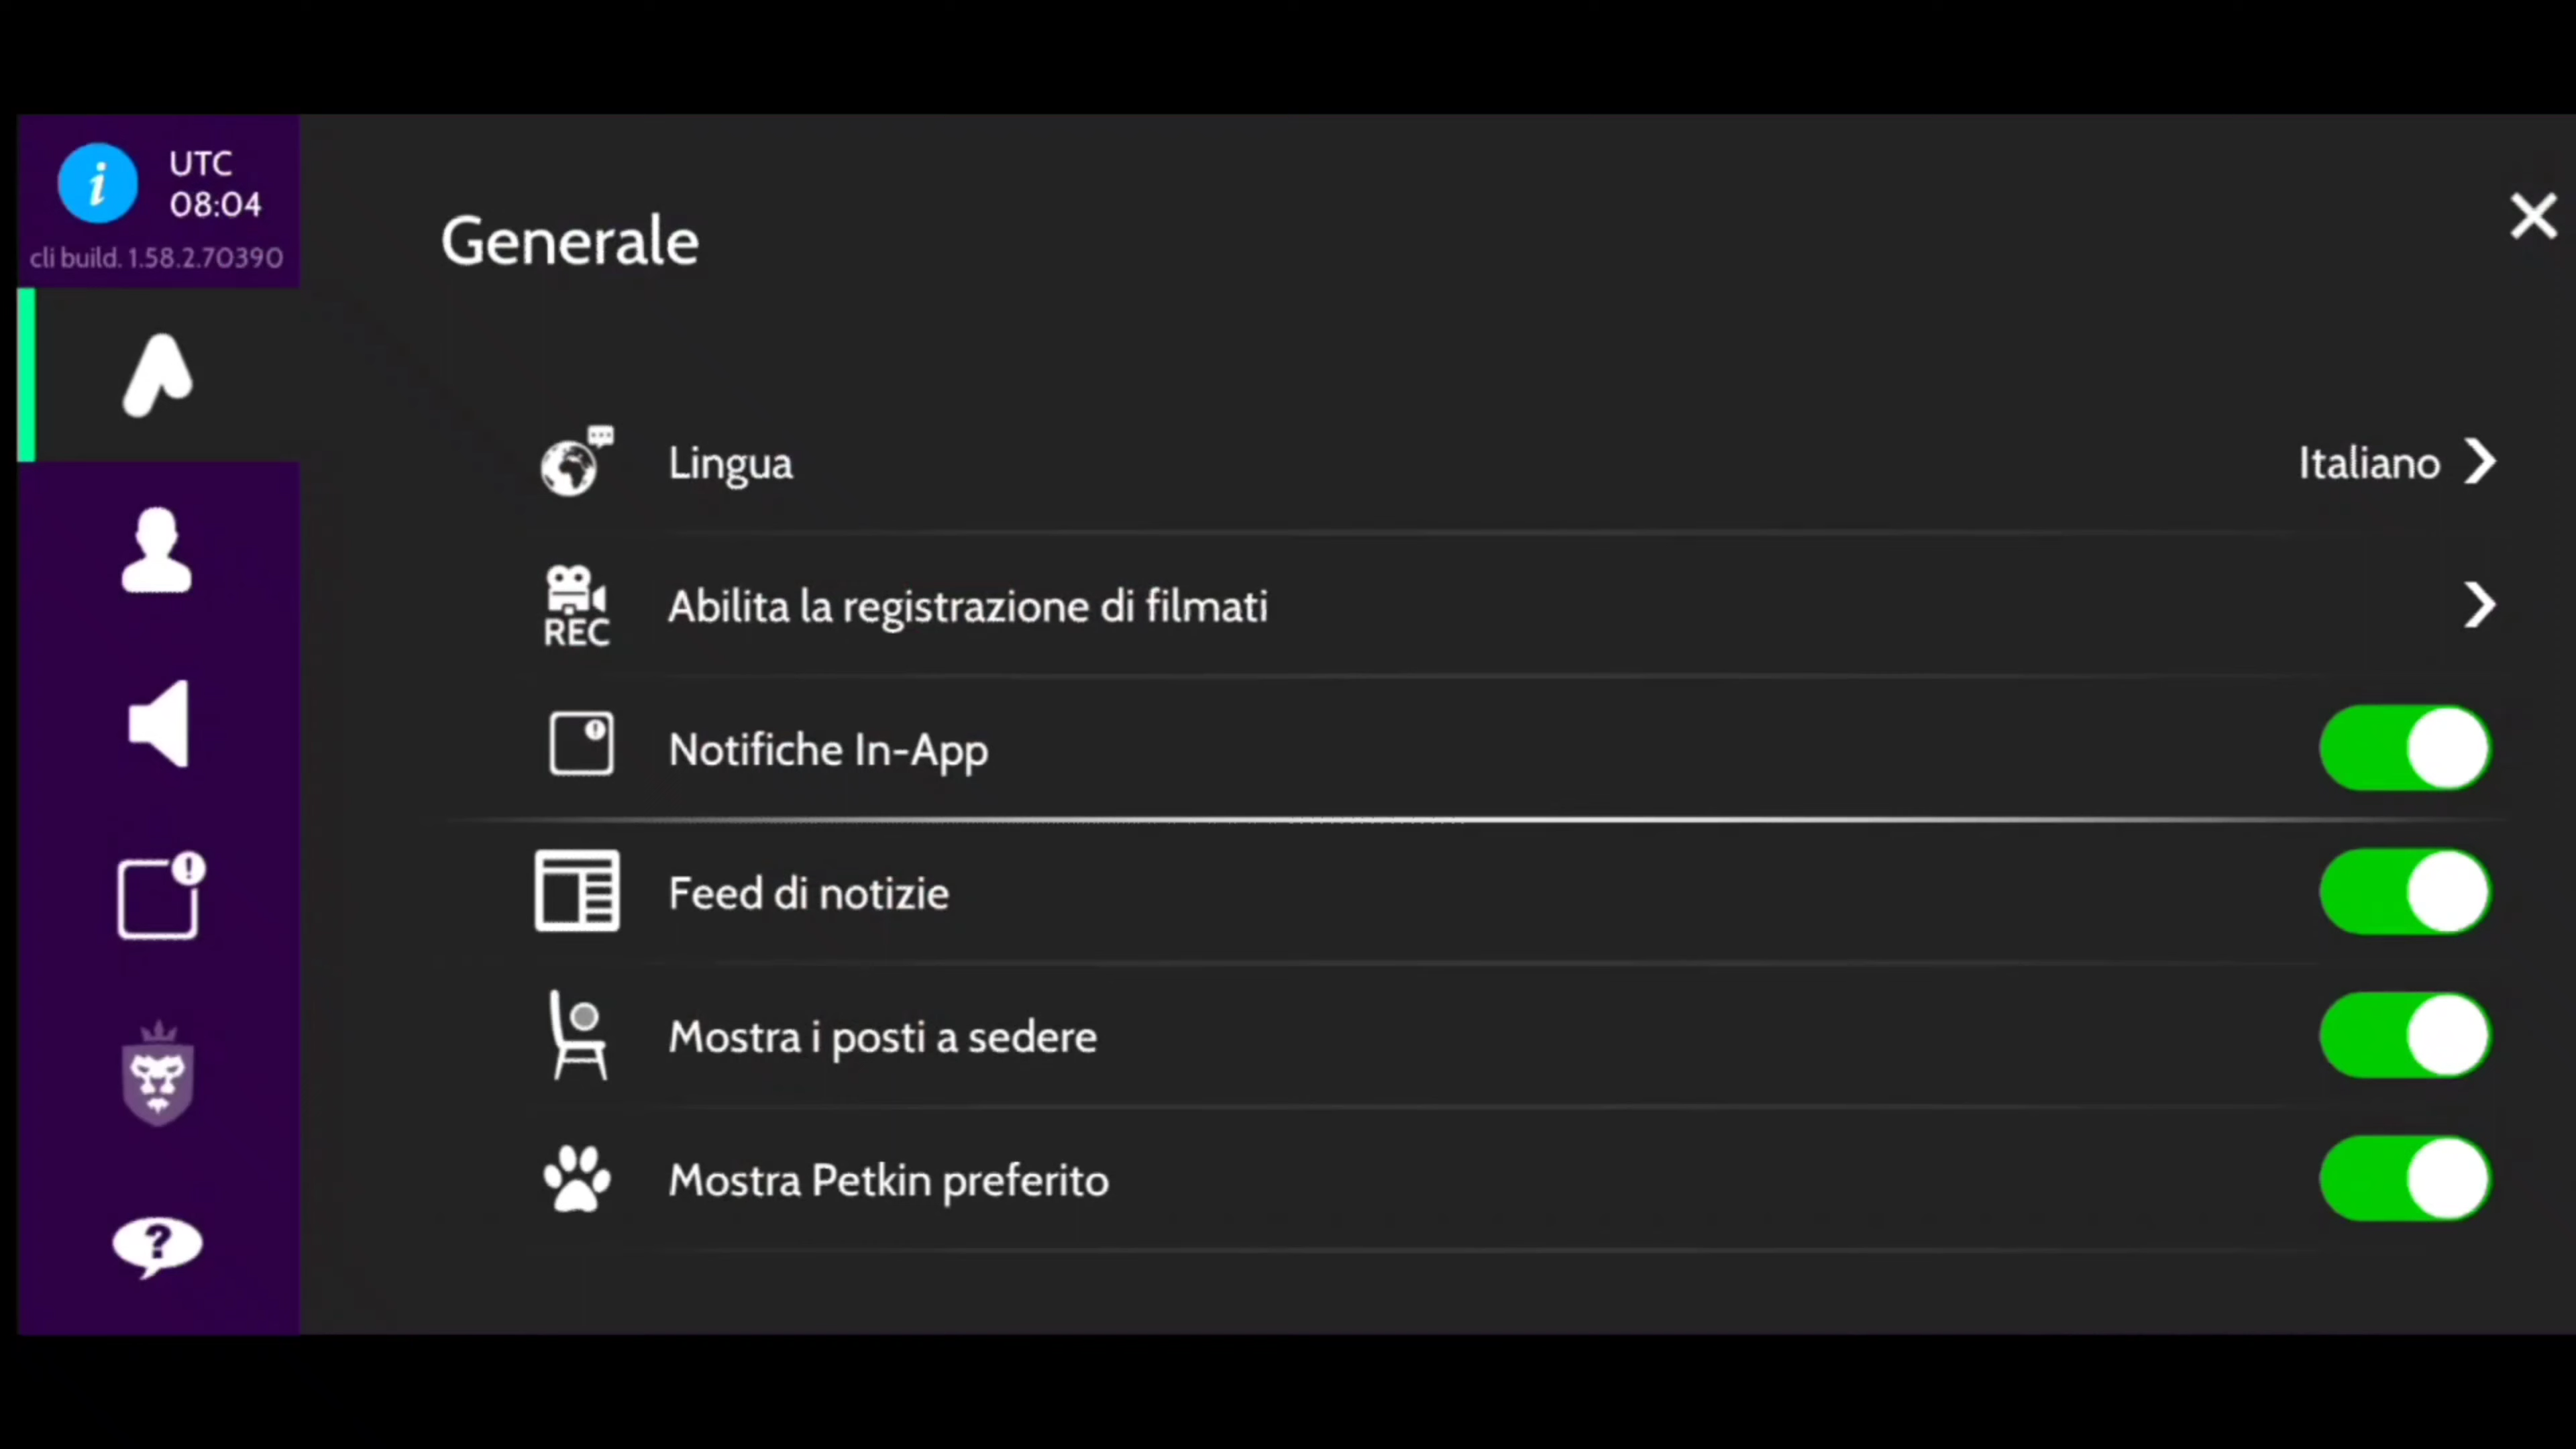 UTC
08:04
cli build. 1.58.2.70390
Generale
Lingua
Italiano
REC
Abilita la registrazione di filmati
Notifiche In-App
Feed di notizie
Mostra i posti a sedere
Mostra Petkin preferito